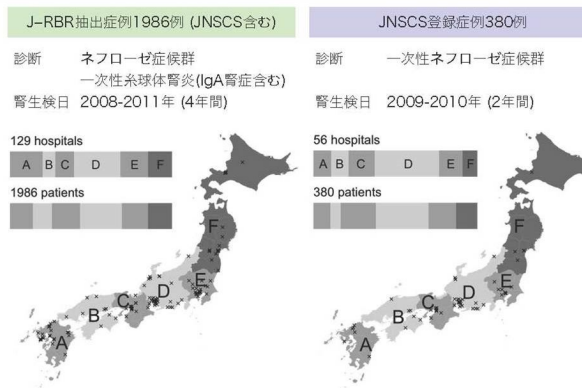 J-RBR抽出症例1986例 (JNSCS含む)
診断 ネフローゼ症候群
一次性糸球体腎炎(IgA腎症含む)
腎生検日 2008-2011年 (4年間)
129 hospitals
A B C D E F
1986 patients
F
E
D
C
B
A
JNSCS登録症例380例
診断 一次性ネフローゼ症候群
腎生検日 2009-2010年 (2年間)
56 hospitals
A B C D E F
380 patients
F
E
D
C
B
A